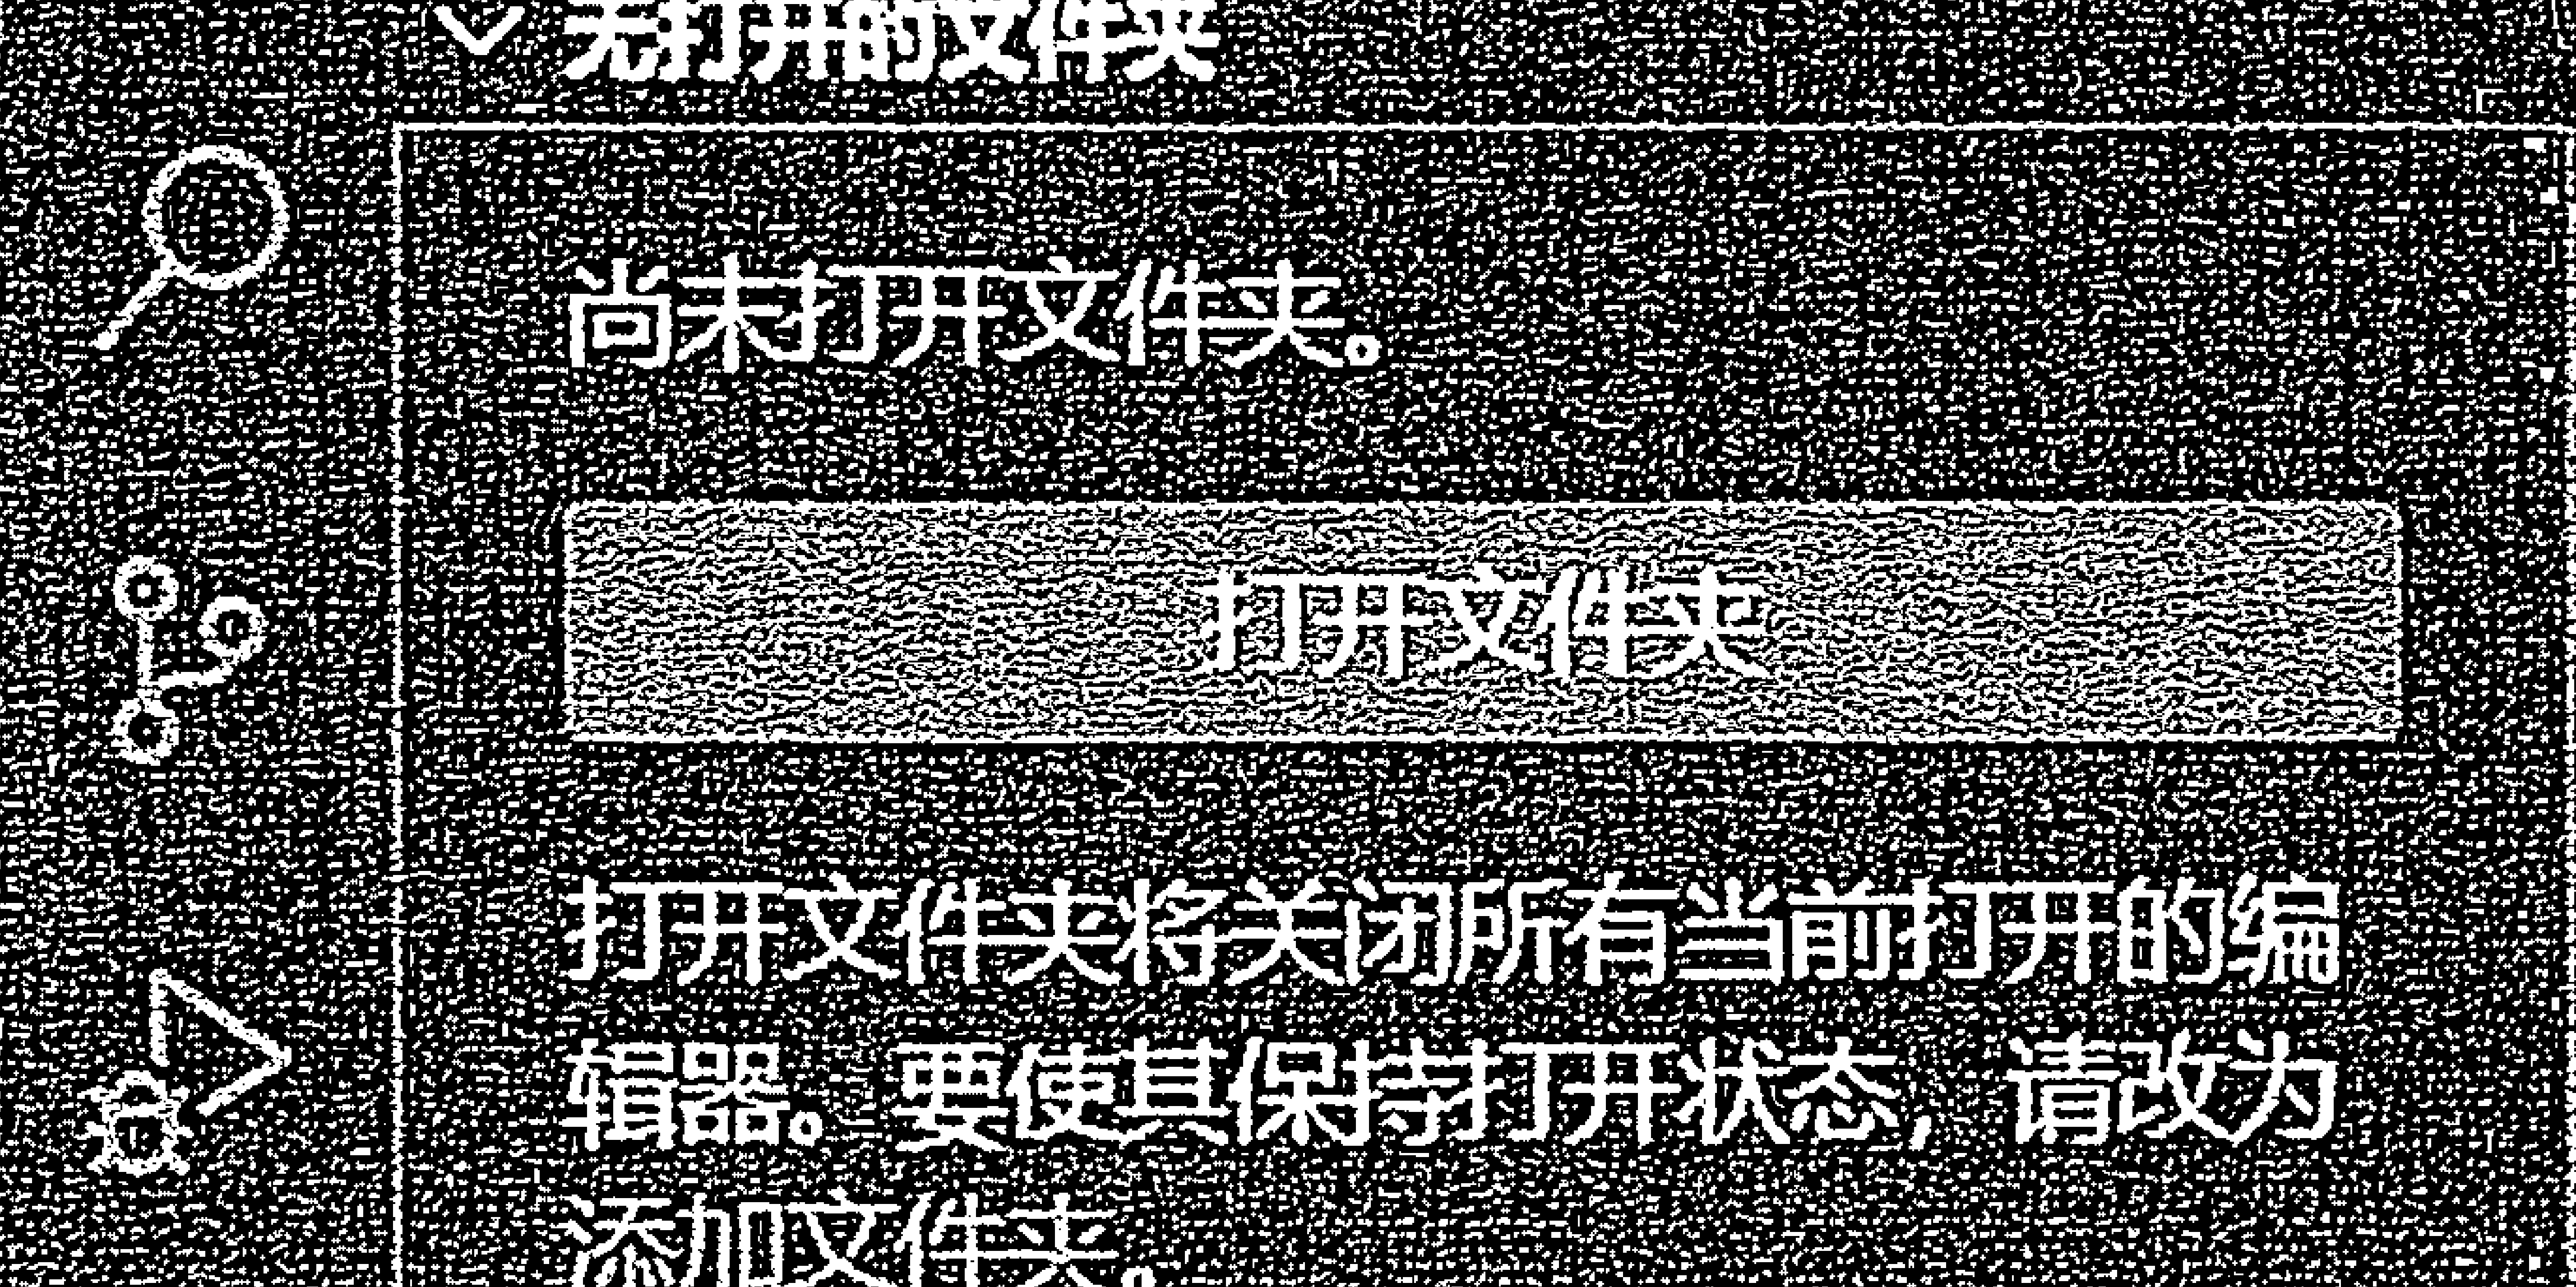 无打开的文件夹
尚未打开文件夹。
打开文件夹
打开文件夹将关闭所有当前打开的编
辑器。要使其保持打开状态，请改为
添加文件夹。